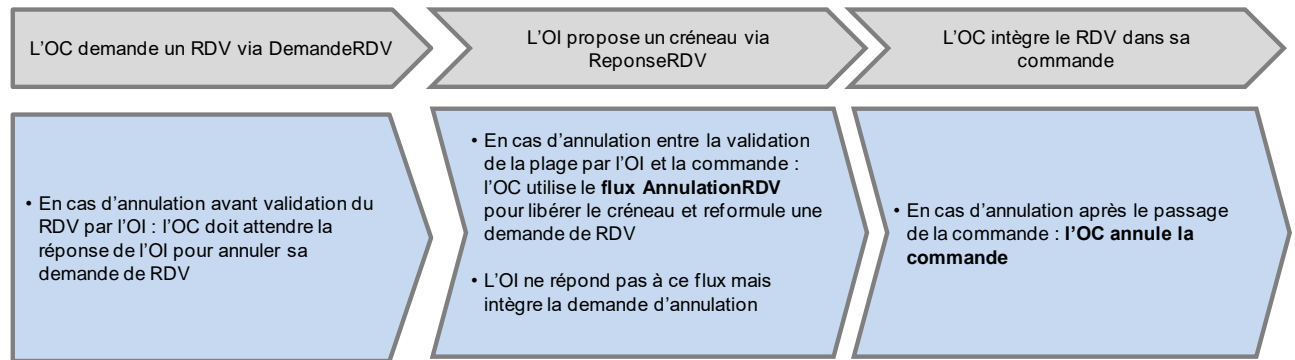 L'OC demande un RDV via DemandeRDV
L'OI propose un créneau via
ReponseRDV
L'OC intègre le RDV dans sa
commande
• En cas d'annulation avant validation du
RDV par l'OI : l'OC doit attendre la
réponse de l'OI pour annuler sa
demande de RDV
• En cas d'annulation entre la validation
de la plage par l'OI et la commande :
l'OC utilise le flux AnnulationRDV
pour libérer le créneau et reformule une
demande de RDV
• L'OI ne répond pas à ce flux mais
intègre la demande d'annulation
• En cas d'annulation après le passage
de la commande : l'OC annule la
commande